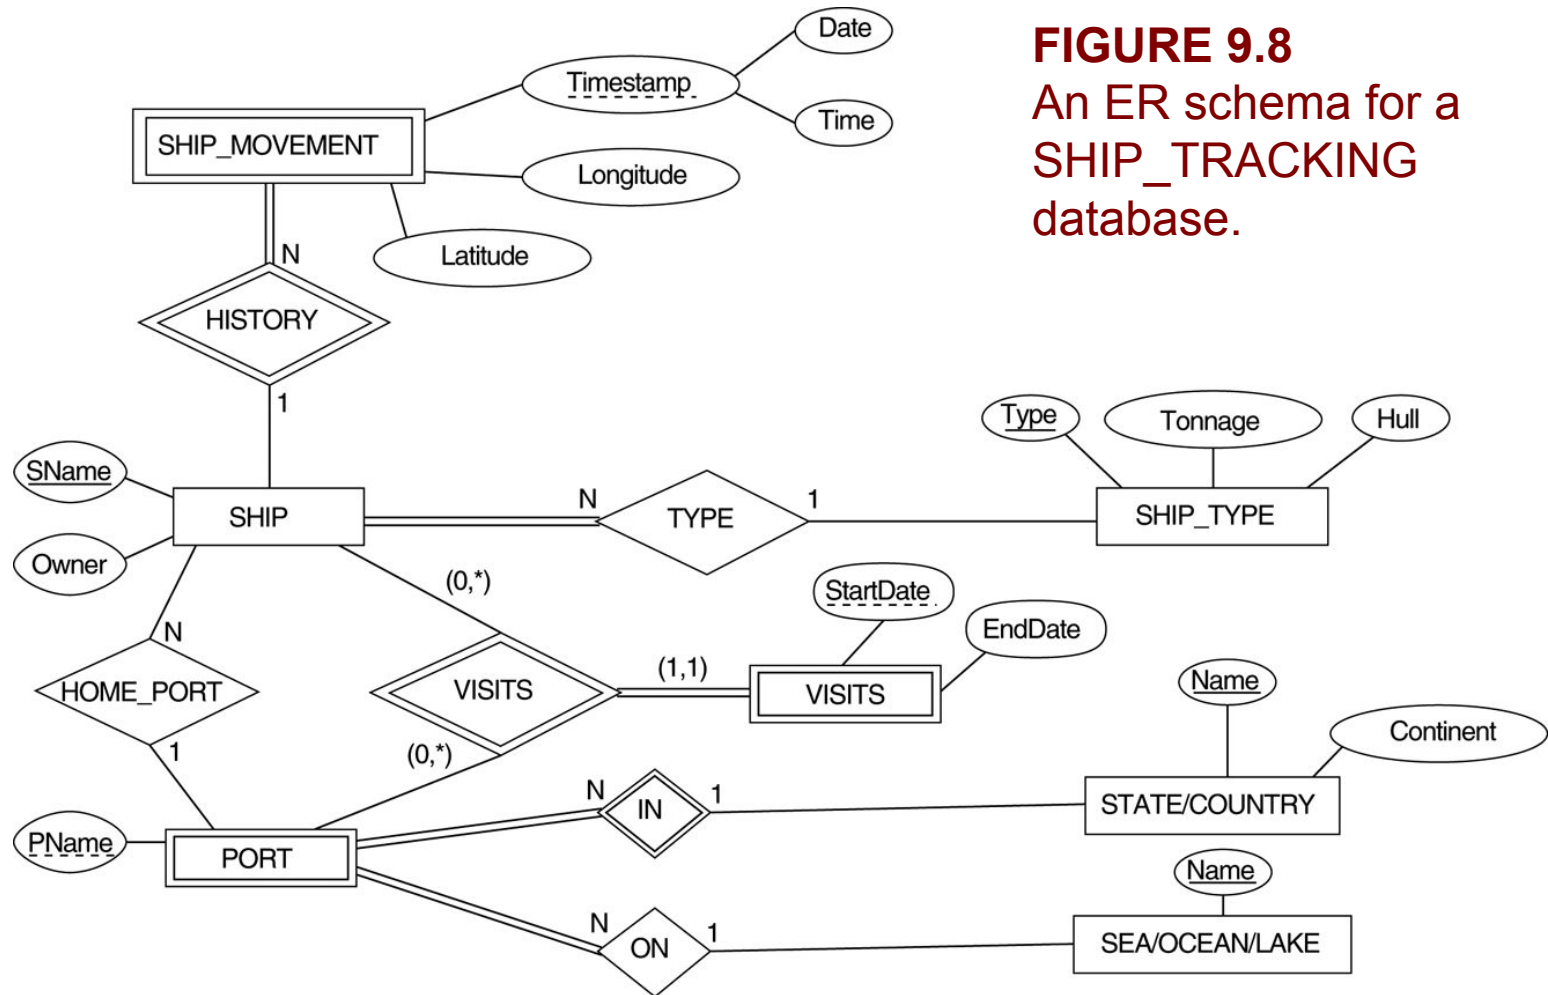 FIGURE 9.8
An ER schema for a
SHIP_TRACKING
database.
Date
Timestamp
Time
SHIP_MOVEMENT
Longitude
Latitude
N
HISTORY
1
SName
Owner
SHIP
N
TYPE
1
Type
Tonnage
Hull
SHIP_TYPE
(0,*)
StartDate
EndDate
N
HOME_PORT
1
VISITS
(1,1)
VISITS
(0,*)
Name
Continent
PName
PORT
N
IN
1
STATE/COUNTRY
Name
N
ON
1
SEA/OCEAN/LAKE